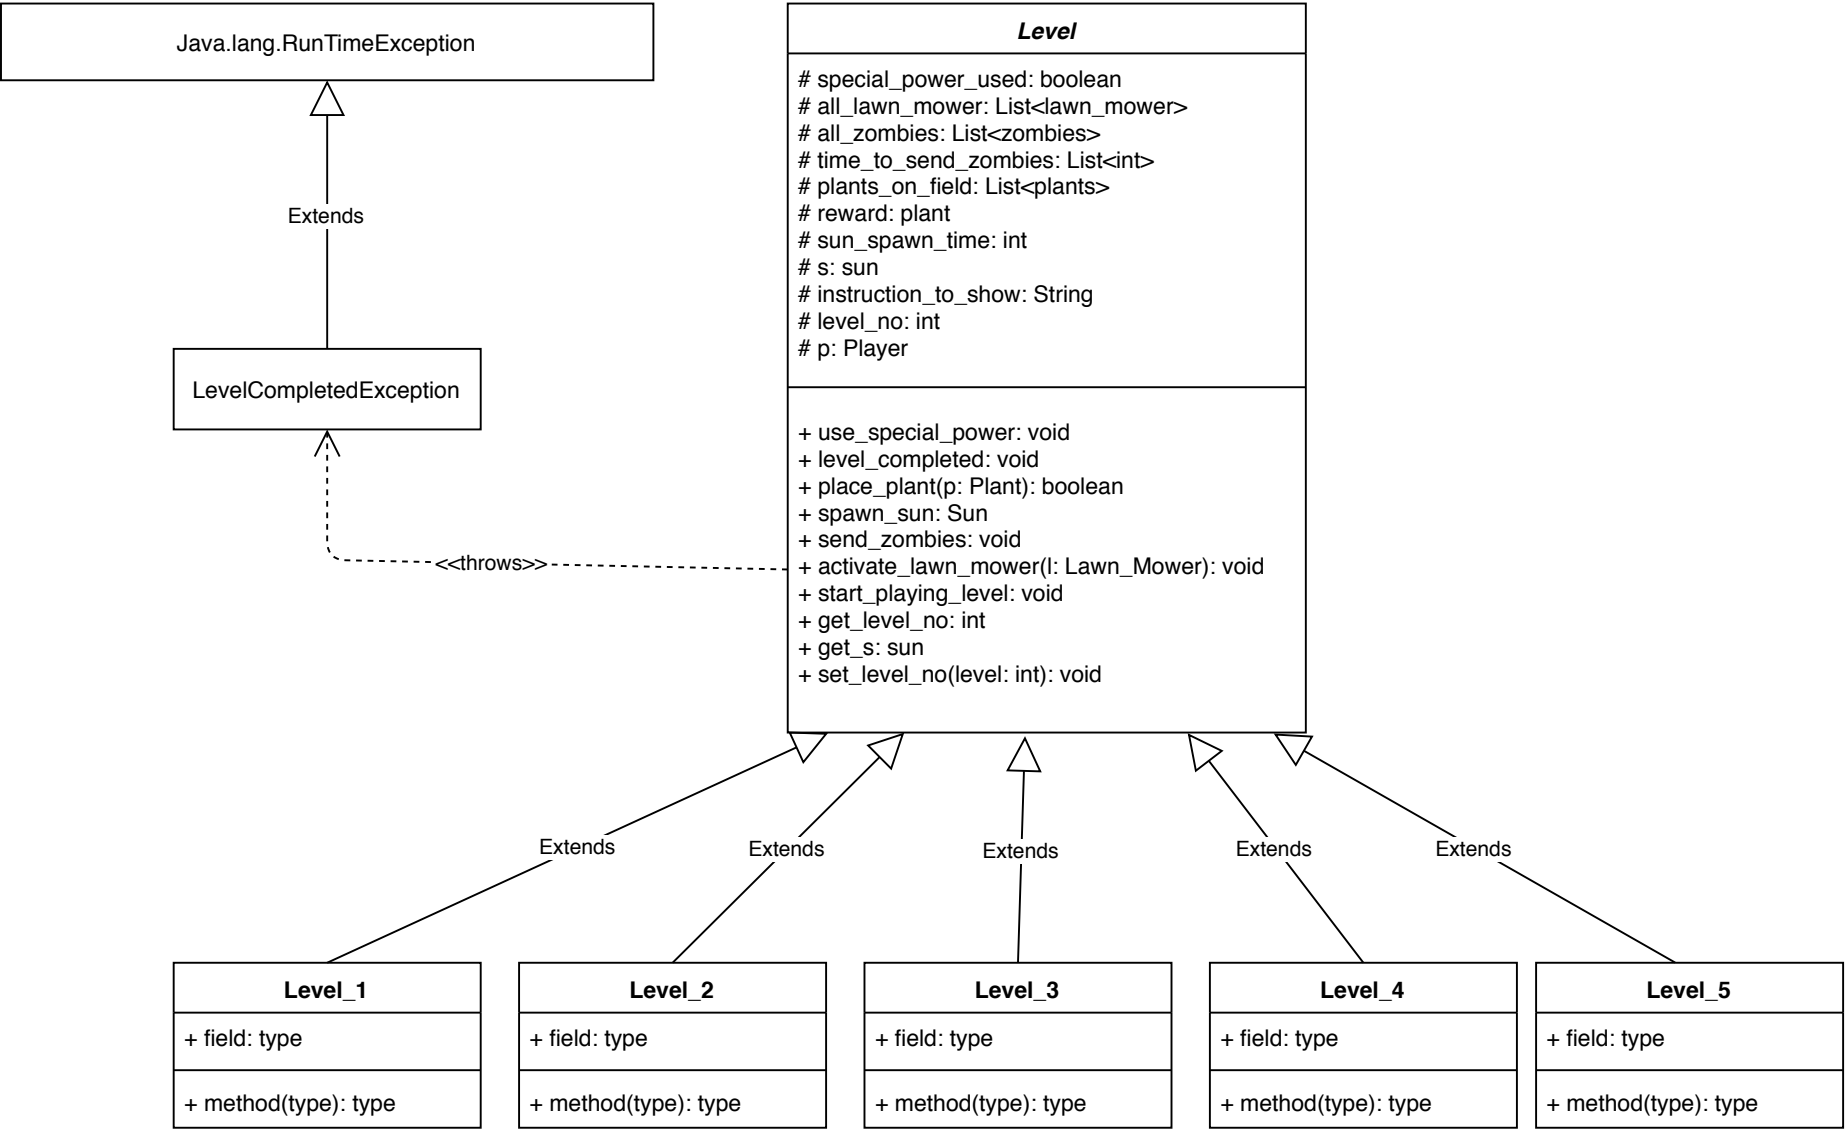 Java.lang.RunTimeException
Extends
LevelCompletedException
<<throws>>
Level
# special_power_used: boolean
# all_lawn_mower: List<lawn_mower>
# all_zombies: List<zombies>
# time_to_send_zombies: List<int>
# plants_on_field: List<plants>
# reward: plant
# sun_spawn_time: int
# s: sun
# instruction_to_show: String
# level_no: int
# p: Player
+ use_special_power: void
+ level_completed: void
+ place_plant(p: Plant): boolean
+ spawn_sun: Sun
+ send_zombies: void
+ activate_lawn_mower(l: Lawn_Mower): void
+ start_playing_level: void
+ get_level_no: int
+ get_s: sun
+ set_level_no(level: int): void
Extends
Extends
Extends
Extends
Extends
Level_1
+ field: type
+ method(type): type
Level_2
+ field: type
+ method(type): type
Level_3
+ field: type
+ method(type): type
Level_4
+ field: type
+ method(type): type
Level_5
+ field: type
+ method(type): type